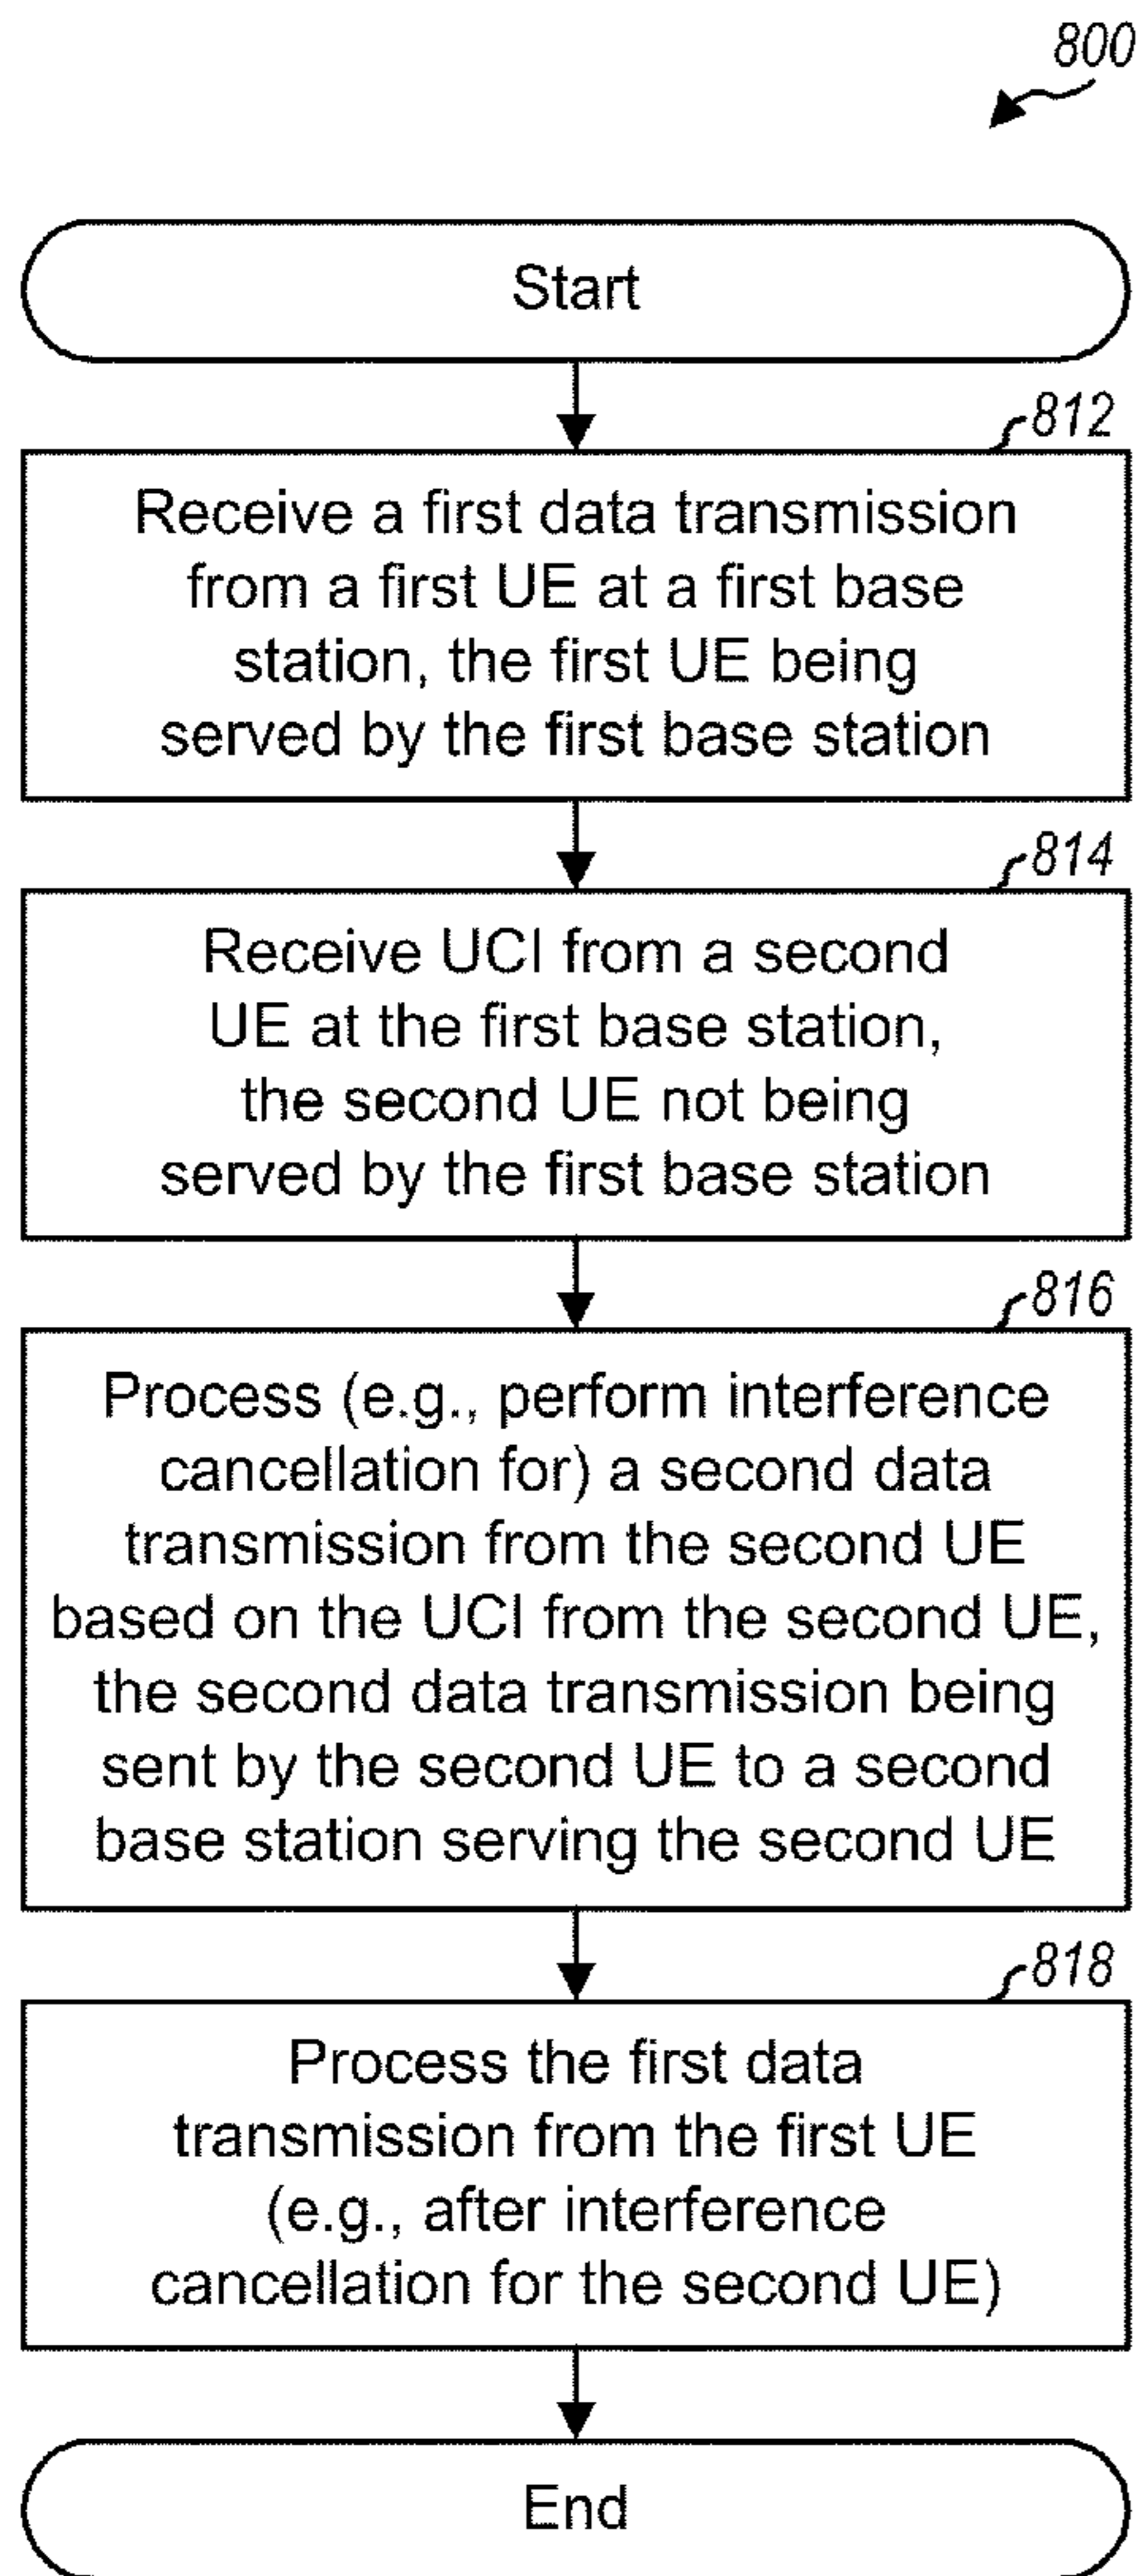 800
Start
812
Receive a first data transmission
from a first UE at a first base
station, the first UE being
served by the first base station
814
Receive UCI from a second
UE at the first base station,
the second UE not being
served by the first base station
816
Process (e.g., perform interference
cancellation for) a second data
transmission from the second UE
based on the UCI from the second UE,
the second data transmission being
sent by the second UE to a second
base station serving the second UE
818
Process the first data
transmission from the first UE
(e.g., after interference
cancellation for the second UE)
End